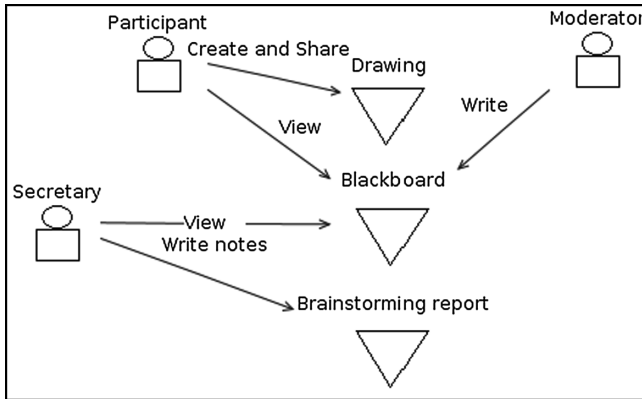 Participant
Moderator
Create and Share
Drawing
Write
View
Blackboard
Secretary
View
Write notes
Brainstorming report